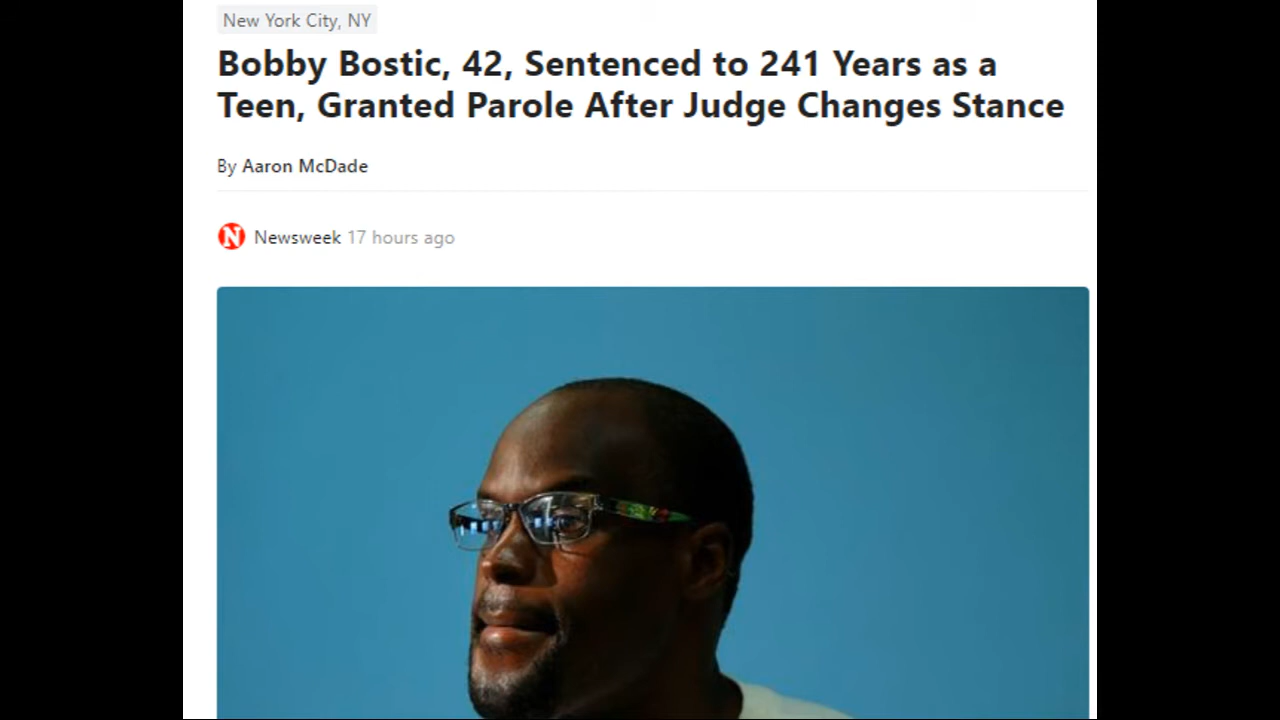 New York City, NY
Bobby Bostic, 42, Sentenced to 241 Years as a
Teen, Granted Parole After Judge Changes Stance
By Aaron McDade
N Newsweek 17 hours ago